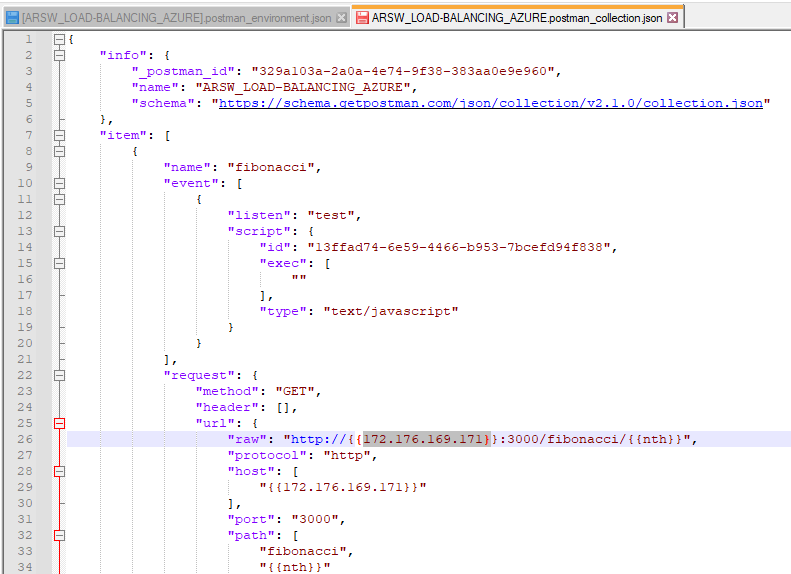 [ARSW_LOAD-BALANCING_AZURE].postman_environment.json ARSW_LOAD-BALANCING_AZURE.postman_collection.json
1 {
2 "info": {
3 "_postman_id": "329a103a-2a0a-4e74-9f38-383aa0e9e960",
4 "name": "ARSW_LOAD-BALANCING_AZURE",
5 "schema": "https://schema.getpostman.com/json/collection/v2.1.0/collection.json"
6 },
7 "item": [
8 {
9 "name": "fibonacci",
10 "event": [
11 {
12 "listen": "test",
13 "script": {
14 "id": "13ffad74-6e59-4466-b953-7bcefd94f838",
15 "exec": [
16 ""
17 ],
18 "type": "text/javascript"
19 }
20 }
21 ],
22 "request": {
23 "method": "GET",
24 "header": [],
25 "url": {
26 "raw": "http://{{172.176.169.171}}:3000/fibonacci/{{nth}}",
27 "protocol": "http",
28 "host": [
29 "{{172.176.169.171}}"
30 ],
31 "port": "3000",
32 "path": [
33 "fibonacci",
34 "{{nth}}"